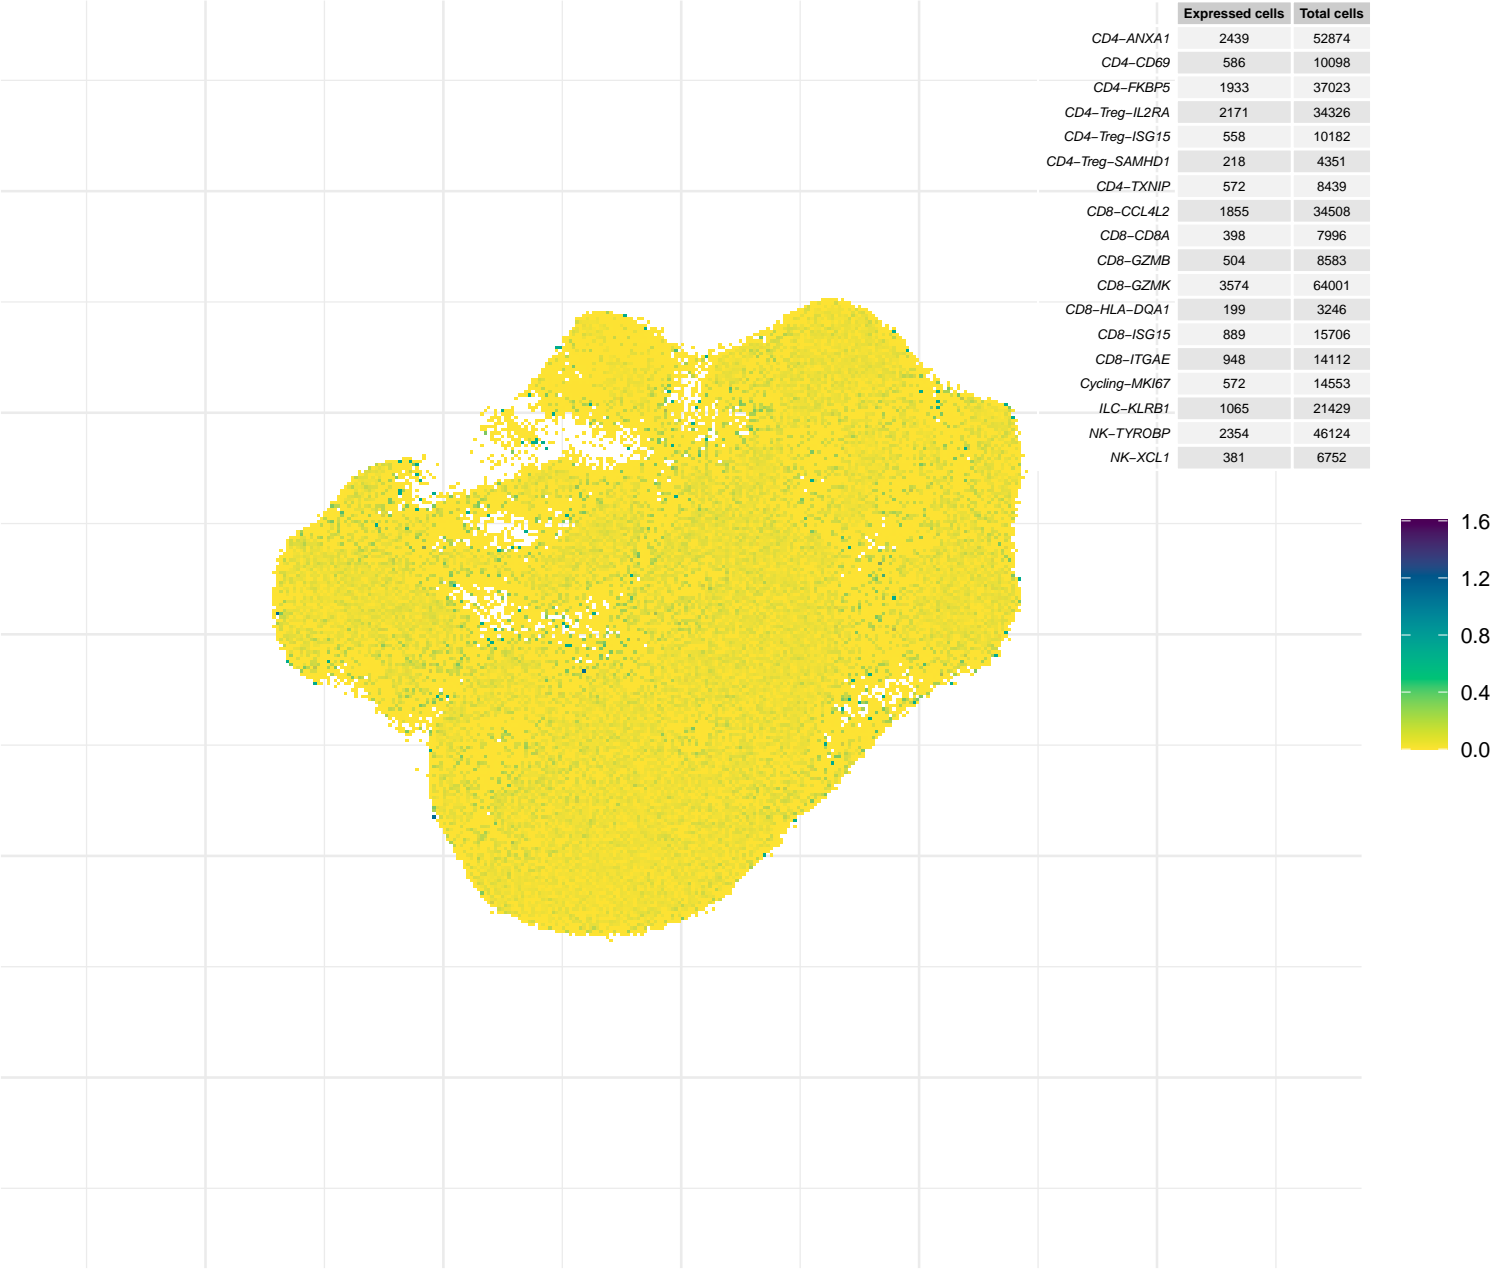 Expressed cells Total cells
CD4−ANXA1 2439 52874
CD4−CD69 586 10098
CD4−FKBP5 1933 37023
CD4−Treg−IL2RA 2171 34326
CD4−Treg−ISG15 558 10182
CD4−Treg−SAMHD1 218 4351
CD4−TXNIP 572 8439
CD8−CCL4L2 1855 34508
CD8−CD8A 398 7996
CD8−GZMB 504 8583
CD8−GZMK 3574 64001
CD8−HLA−DQA1 199 3246
CD8−ISG15 889 15706
CD8−ITGAE 948 14112
Cycling−MKI67 572 14553
ILC−KLRB1 1065 21429
NK−TYROBP 2354 46124
NK−XCL1 381 6752
1.6
1.2
0.8
0.4
0.0